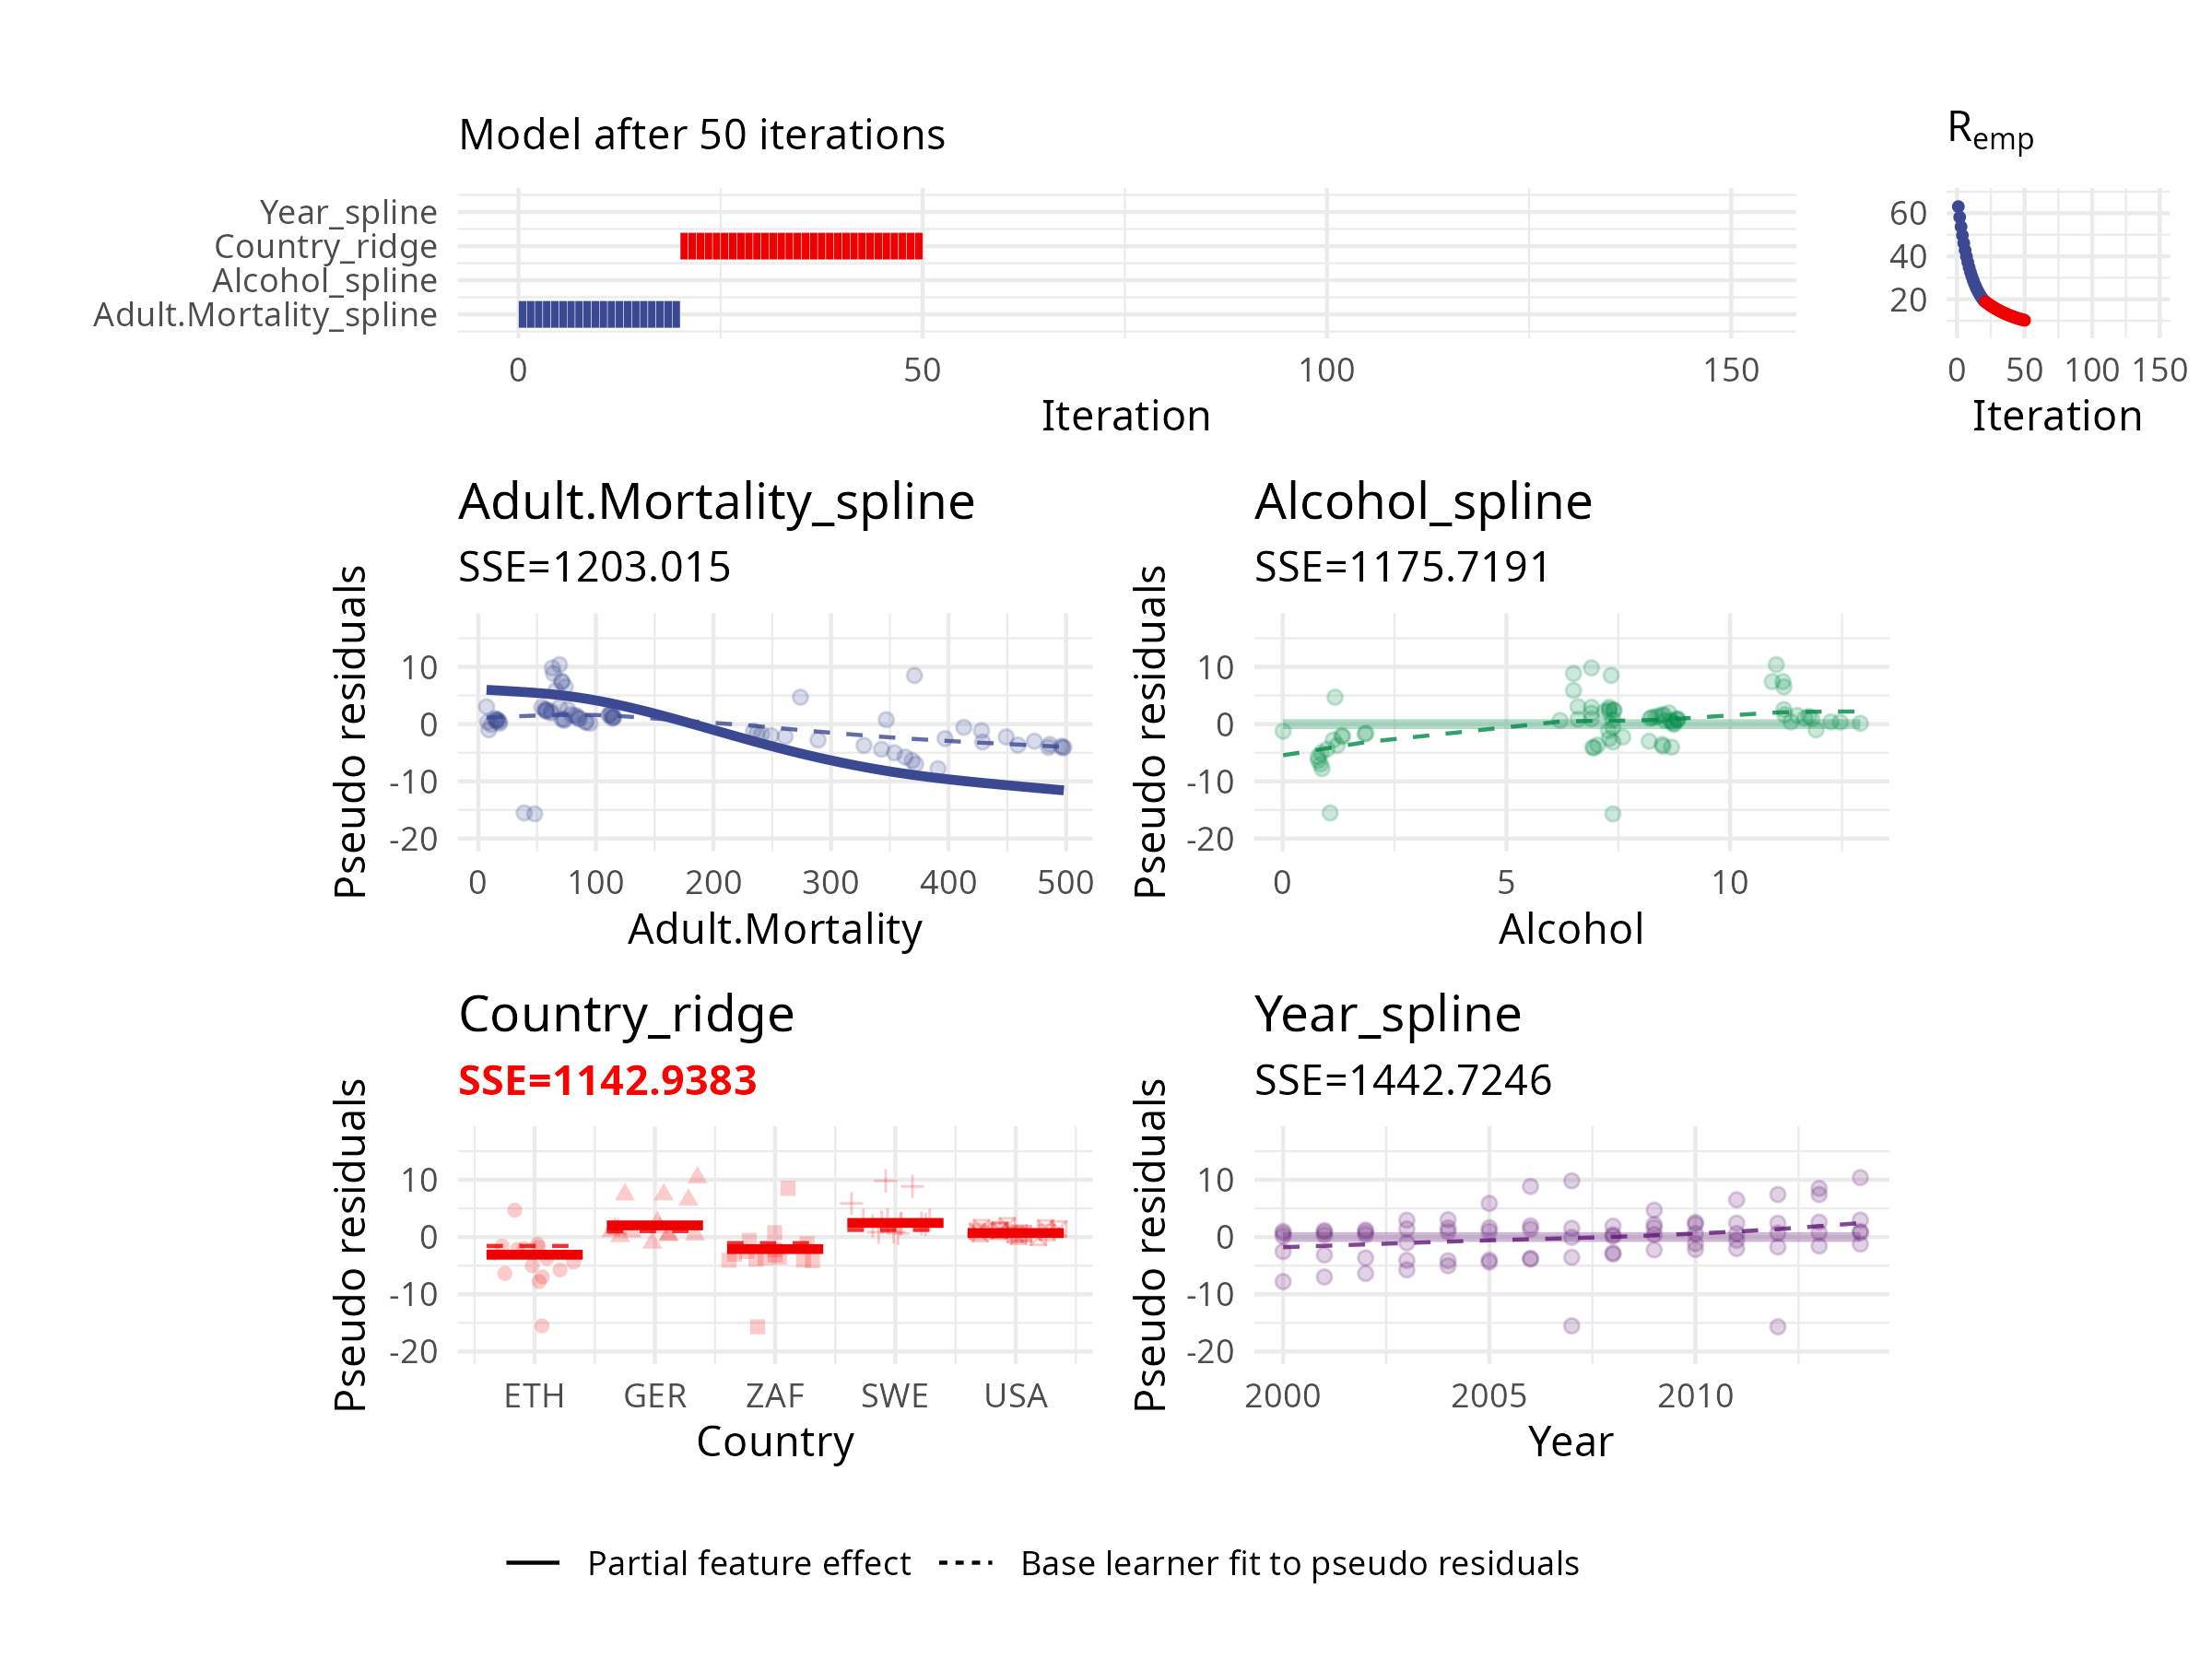 Model after 50 iterations
Year_spline
Country_ridge
Alcohol_spline
Adult.Mortality_spline
0 50 100 150
Iteration
Remp
60
40
20
0 50 100 150
Iteration
Adult.Mortality_spline
SSE=1203.015
Pseudo residuals
10
0
-10
-20
0 100 200 300 400 500
Adult.Mortality
Alcohol_spline
SSE=1175.7191
Pseudo residuals
10
0
-10
-20
0 5 10
Alcohol
Country_ridge
SSE=1142.9383
Pseudo residuals
10
0
-10
-20
ETH GER ZAF SWE USA
Country
Year_spline
SSE=1442.7246
Pseudo residuals
10
0
-10
-20
2000 2005 2010
Year
Partial feature effect Base learner fit to pseudo residuals